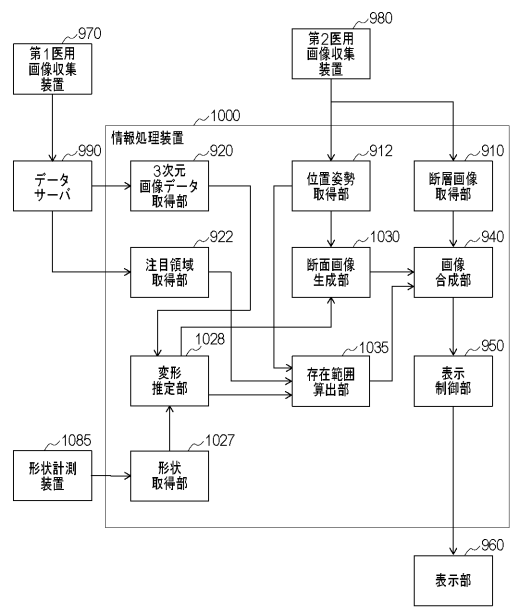 970
第1医用
画像収集
装置
980
第2医用
画像収集
装置
1000
情報処理装置
990
データ
サーバ
920
3次元
画像データ
取得部
912
位置姿勢
取得部
910
断層画像
取得部
922
注目領域
取得部
1030
断面画像
生成部
940
画像
合成部
1028
変形
推定部
1035
存在範囲
算出部
950
表示
制御部
1085
形状計測
装置
1027
形状
取得部
960
表示部